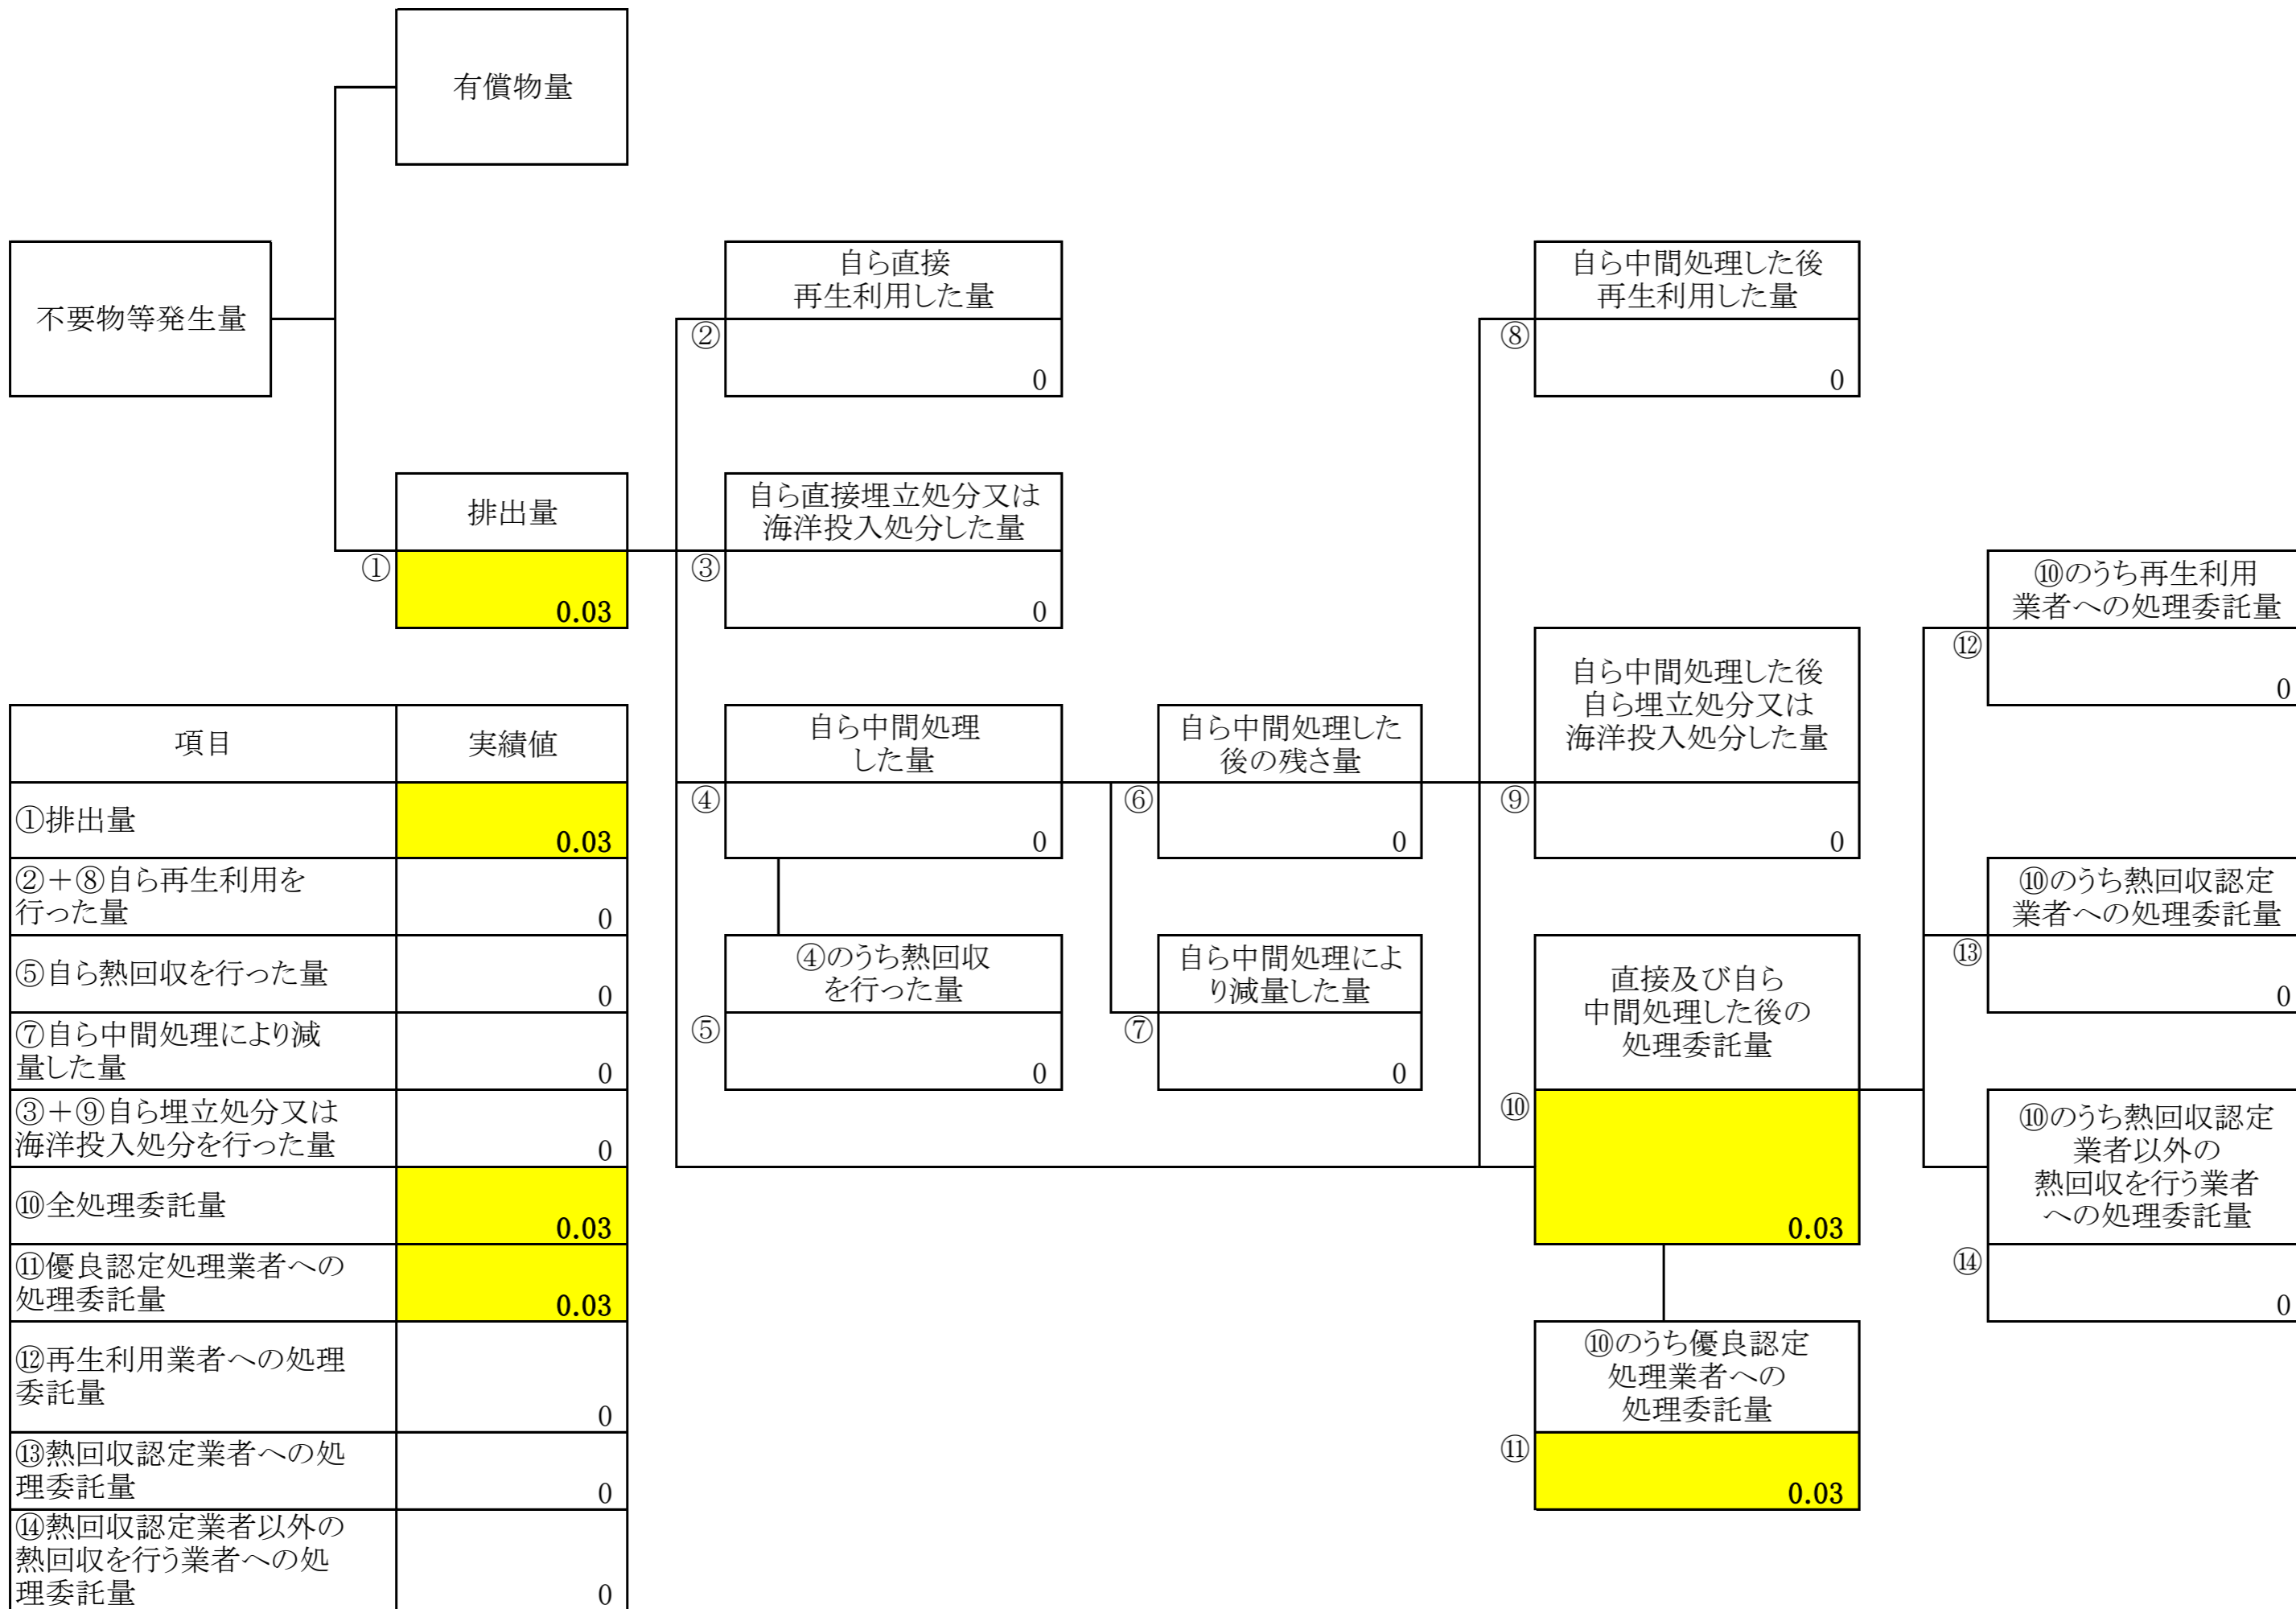 有償物量
不要物等発生量
自ら直接
再生利用した量
②
0
自ら中間処理した後
再生利用した量
⑧
0
排出量
①
0.03
自ら直接埋立処分又は
海洋投入処分した量
③
0
⑩のうち再生利用
業者への処理委託量
⑫
0
自ら中間処理
した量
④
0
自ら中間処理した
後の残さ量
⑥
0
自ら中間処理した後
自ら埋立処分又は
海洋投入処分した量
⑨
0
⑩のうち熱回収認定
業者への処理委託量
⑬
0
④のうち熱回収
を行った量
⑤
0
自ら中間処理によ
り減量した量
⑦
0
直接及び自ら
中間処理した後の
処理委託量
⑩
0.03
⑩のうち熱回収認定
業者以外の
熱回収を行う業者
への処理委託量
⑭
0
⑩のうち優良認定
処理業者への
処理委託量
⑪
0.03
項目 実績値
①排出量
0.03
②＋⑧自ら再生利用を
行った量
0
⑤自ら熱回収を行った量
0
⑦自ら中間処理により減
量した量
0
③＋⑨自ら埋立処分又は
海洋投入処分を行った量
0
⑩全処理委託量
0.03
⑪優良認定処理業者への
処理委託量
0.03
⑫再生利用業者への処理
委託量
0
⑬熱回収認定業者への処
理委託量
0
⑭熱回収認定業者以外の
熱回収を行う業者への処
理委託量
0